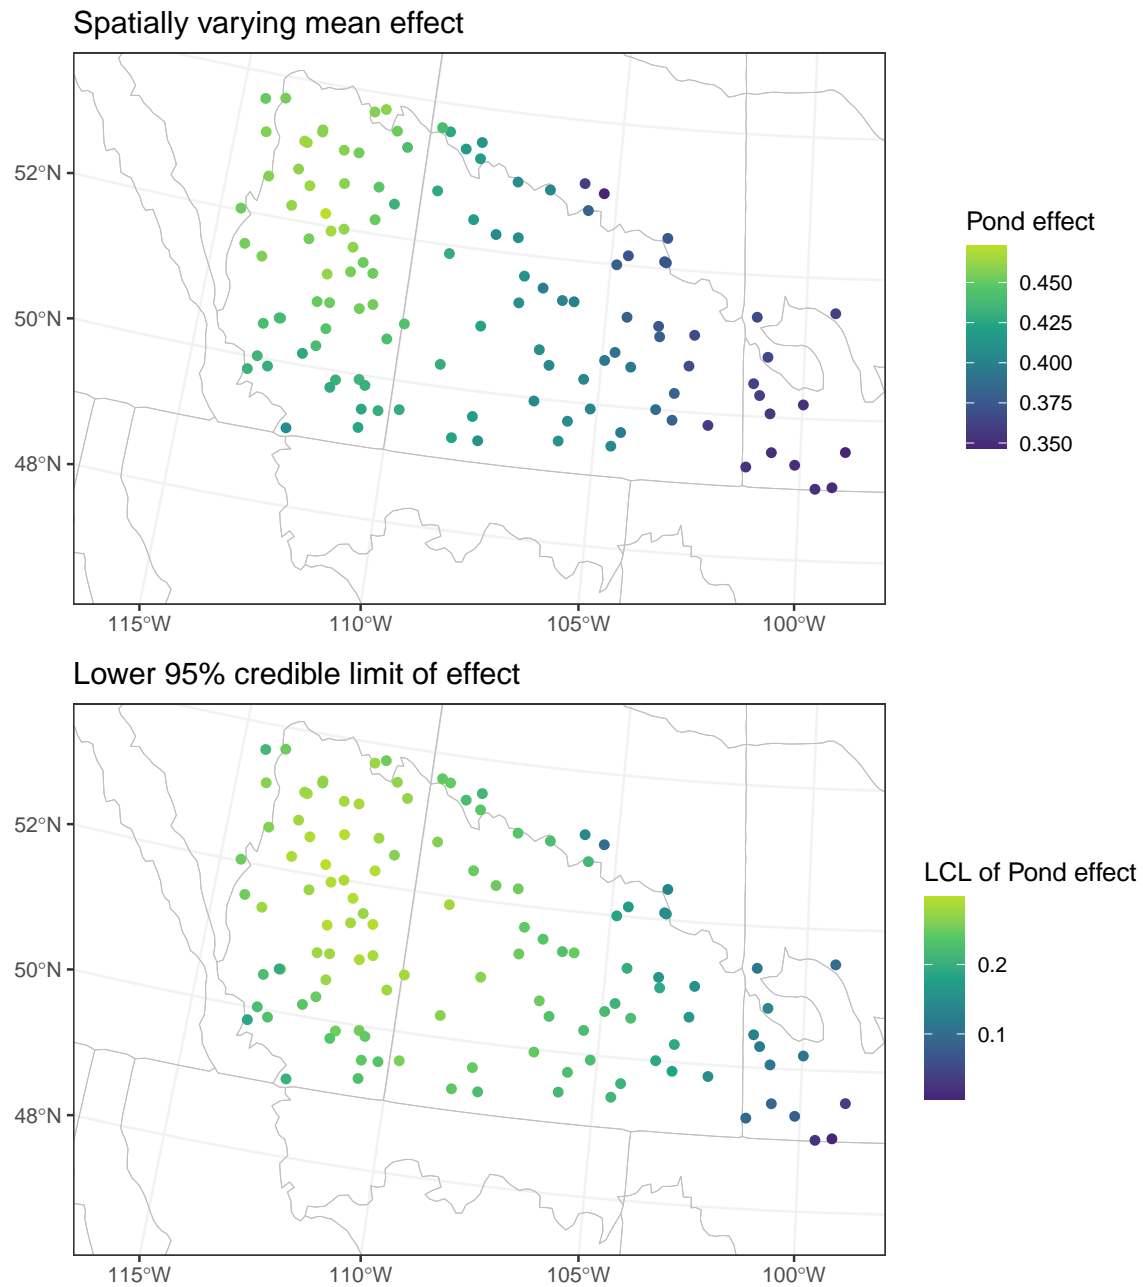 Spatially varying mean effect
52°N
50°N
48°N
115°W
110°W
105°W
100°W
Pond effect
0.450
0.425
0.400
0.375
0.350
Lower 95% credible limit of effect
52°N
50°N
48°N
115°W
110°W
105°W
100°W
LCL of Pond effect
0.2
0.1